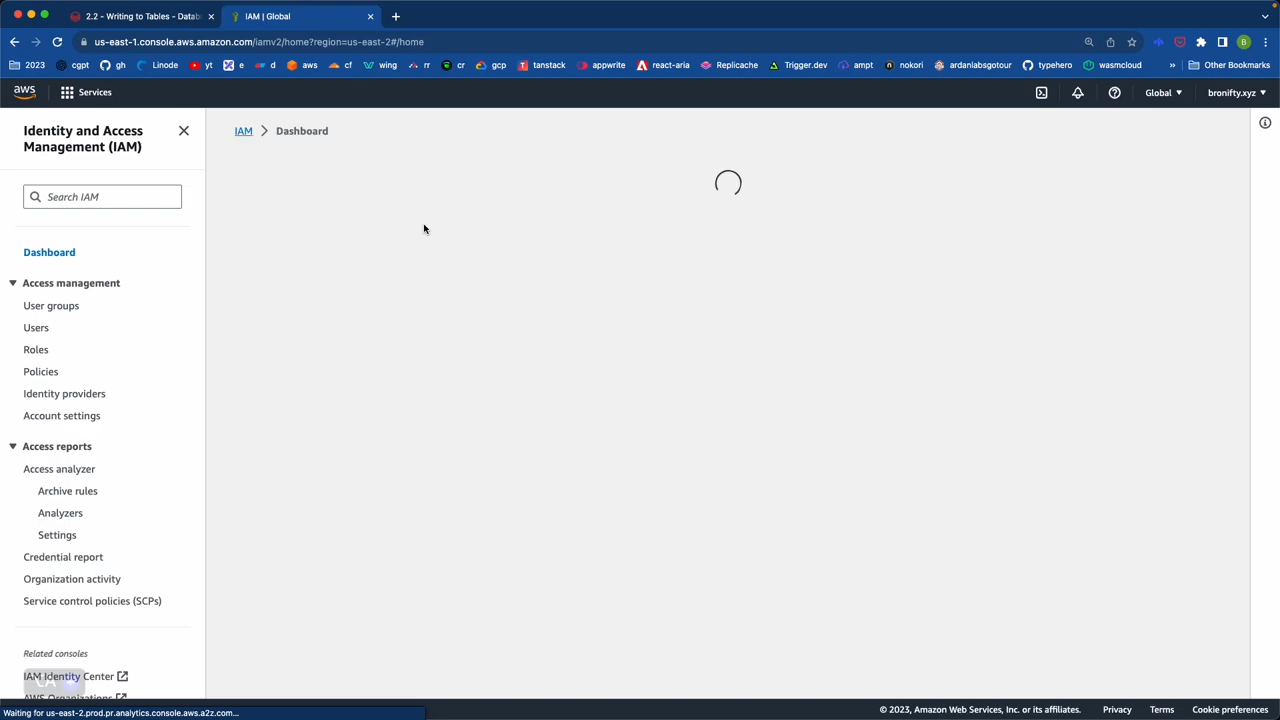 2.2 - Writing to Tables - Datab
IAM | Global
us-east-1.console.aws.amazon.com/iamv2/home?region=us-east-2#/home
B
2023
cgpt
gh
Linode
yt
e
d
aws
cf
wing
rr
cr
gcp
tanstack
appwrite
react-aria
Replicache
Trigger.dev
ampt
nokori
ardanlabsgotour
typehero
wasmcloud
»
Other Bookmarks
aws
Services
Global
bronifty.xyz
Identity and Access
Management (IAM)
IAM > Dashboard
Search IAM
Dashboard
Access management
User groups
Users
Roles
Policies
Identity providers
Account settings
Access reports
Access analyzer
Archive rules
Analyzers
Settings
Credential report
Organization activity
Service control policies (SCPs)
Related consoles
IAM Identity Center
AWS Organizations
Waiting for us-east-2.prod.pr.analytics.console.aws.a2z.com...
© 2023, Amazon Web Services, Inc. or its affiliates.
Privacy
Terms
Cookie preferences